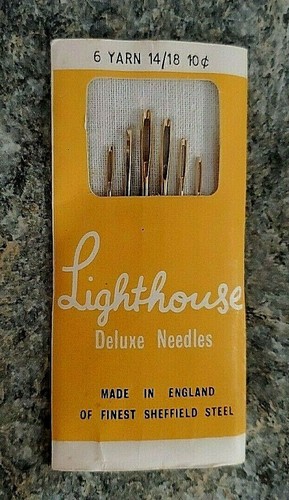 6 YARN 14/18 10¢
Lighthouse
Deluxe Needles
MADE IN ENGLAND
OF FINEST SHEFFIELD STEEL